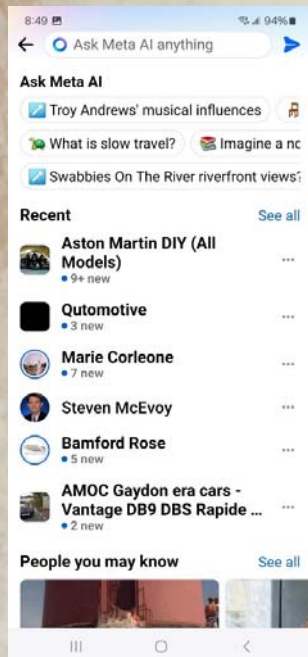 8:49
94%
Ask Meta AI anything
Ask Meta AI
Troy Andrews' musical influences
What is slow travel?
Imagine a nc
Swabbies On The River riverfront views?
Recent
See all
Aston Martin DIY (All
Models)
9+ new
Qutomotive
3 new
Marie Corleone
7 new
Steven McEvoy
Bamford Rose
5 new
AMOC Gaydon era cars -
Vantage DB9 DBS Rapide ...
2 new
People you may know
See all